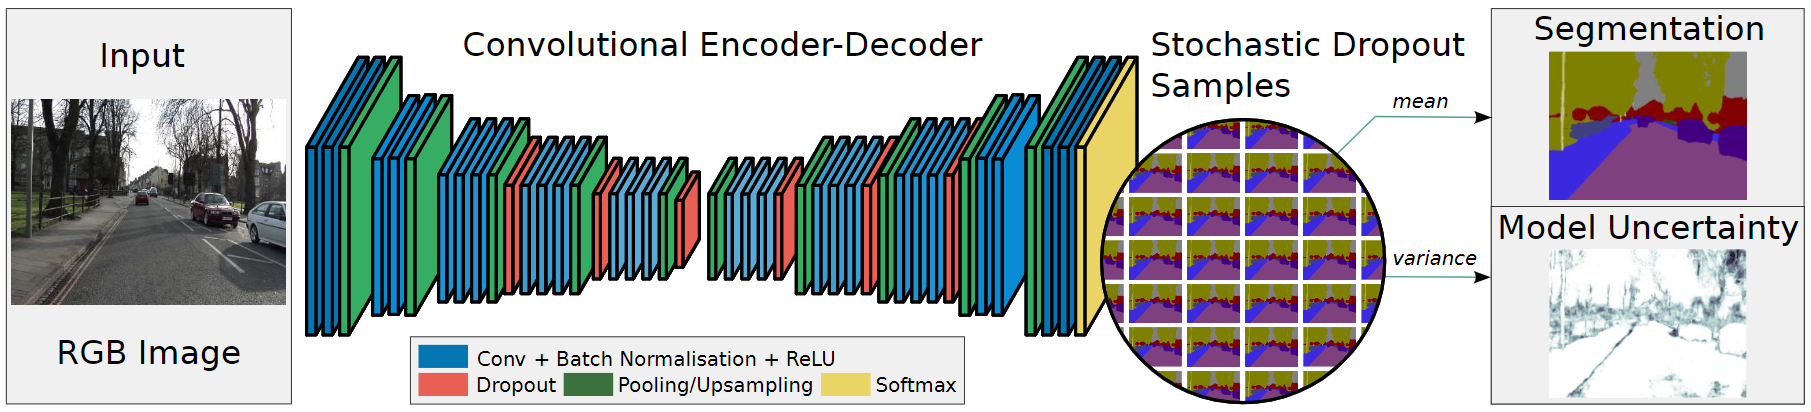 Input
RGB Image
Convolutional Encoder-Decoder
Conv + Batch Normalisation + ReLU
Dropout
Pooling/Upsampling
Softmax
Stochastic Dropout
Samples
mean
variance
Segmentation
Model Uncertainty